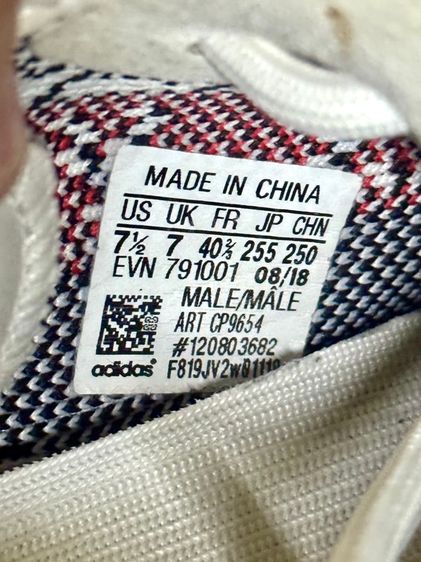 MADE IN CHINA
US UK FR JP CHN
7½ 7 40⅔ 255 250
EVN 791001 08/18
MALE/MÂLE
ART CP9654
#120803682
adidas F819JV2w01119